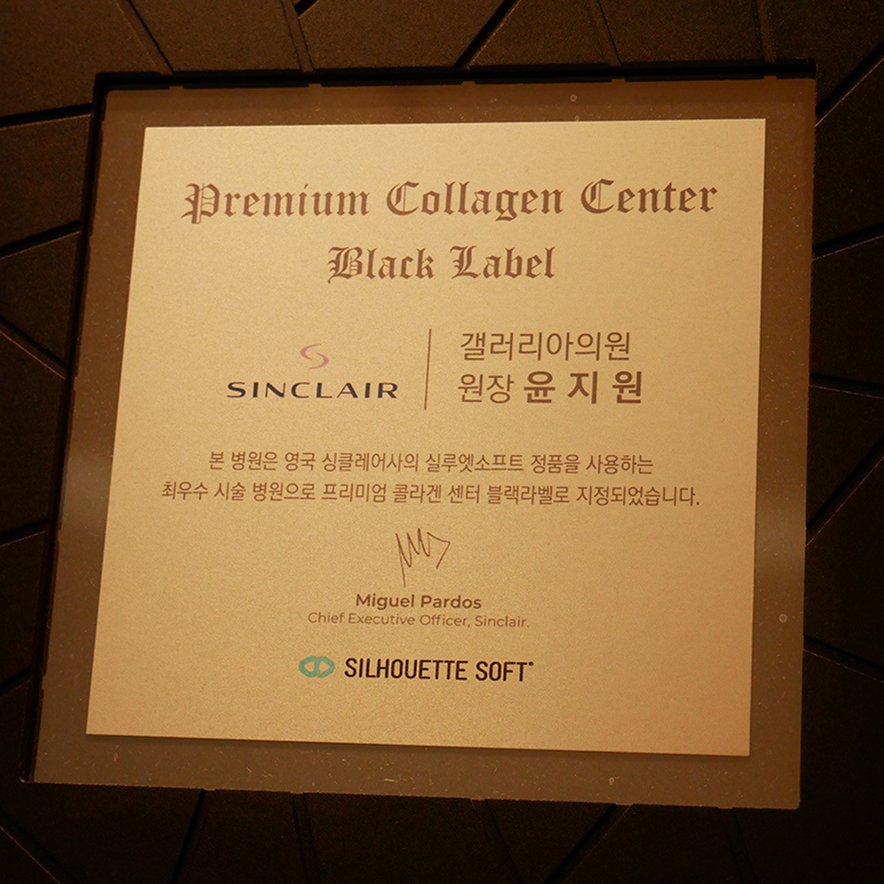 Premium Collagen Center
Black Label
SINCLAIR
갤러리아의원
원장 윤지원
본 병원은 영국 싱클레어사의 실루엣소프트 정품을 사용하는
최우수 시술 병원으로 프리미엄 콜라겐 센터 블랙라벨로 지정되었습니다.
Miguel Pardos
Chief Executive Officer, Sinclair.
SILHOUETTE SOFT®